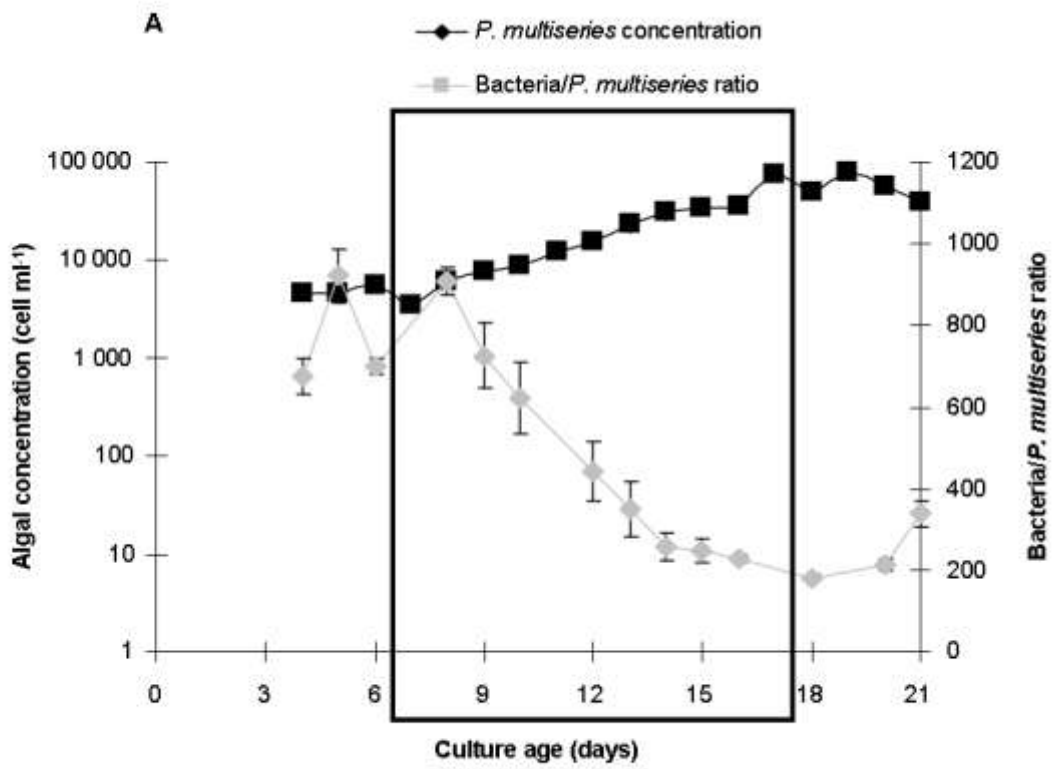 A
P. multiseries concentration
Bacteria/P. multiseries ratio
100 000
10 000
1 000
100
10
1
Algal concentration (cell ml-1)
1200
1000
800
600
400
200
0
Bacteria/P. multiseries ratio
0 3 6 9 12 15 18 21
Culture age (days)